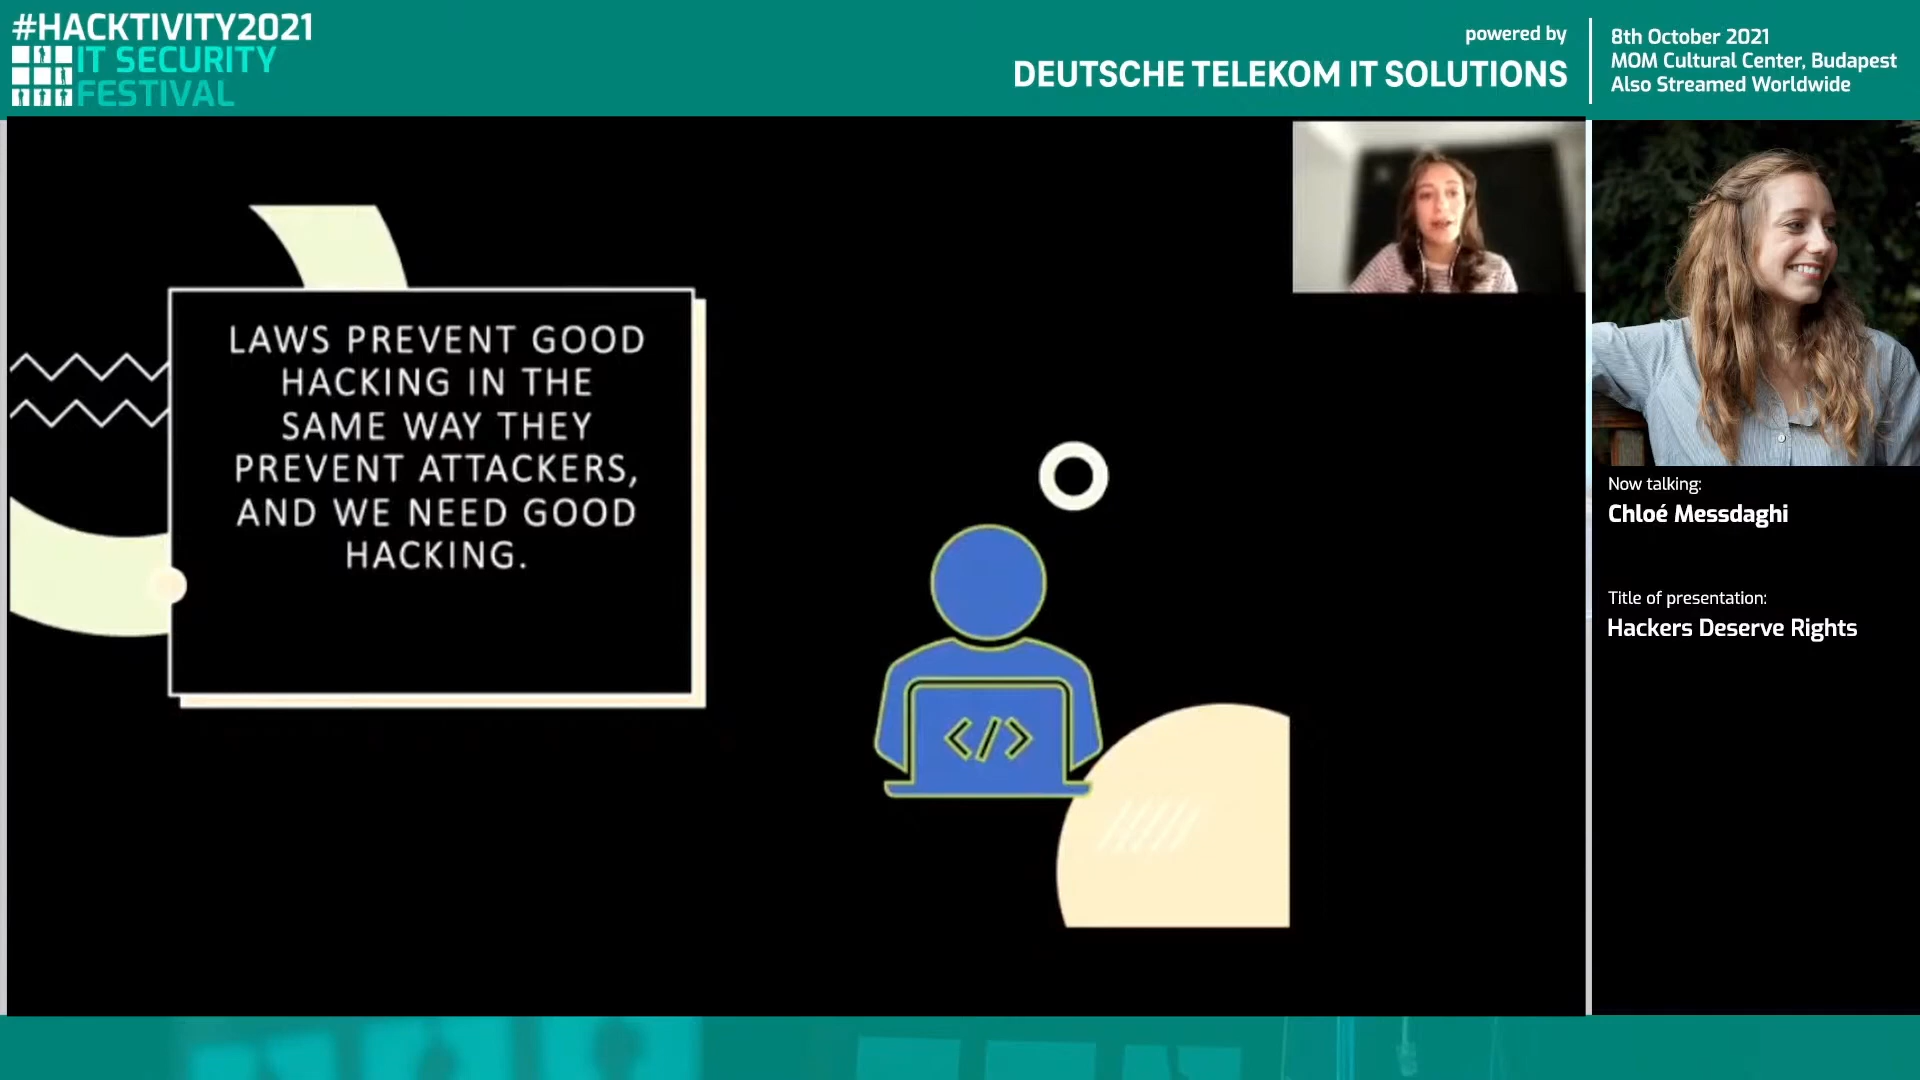 #HACKTIVITY2021
IT SECURITY
FESTIVAL
powered by
DEUTSCHE TELEKOM IT SOLUTIONS
8th October 2021
MOM Cultural Center, Budapest
Also Streamed Worldwide
LAWS PREVENT GOOD
HACKING IN THE
SAME WAY THEY
PREVENT ATTACKERS,
AND WE NEED GOOD
HACKING.
</>
Now talking:
Chloé Messdaghi
Title of presentation:
Hackers Deserve Rights